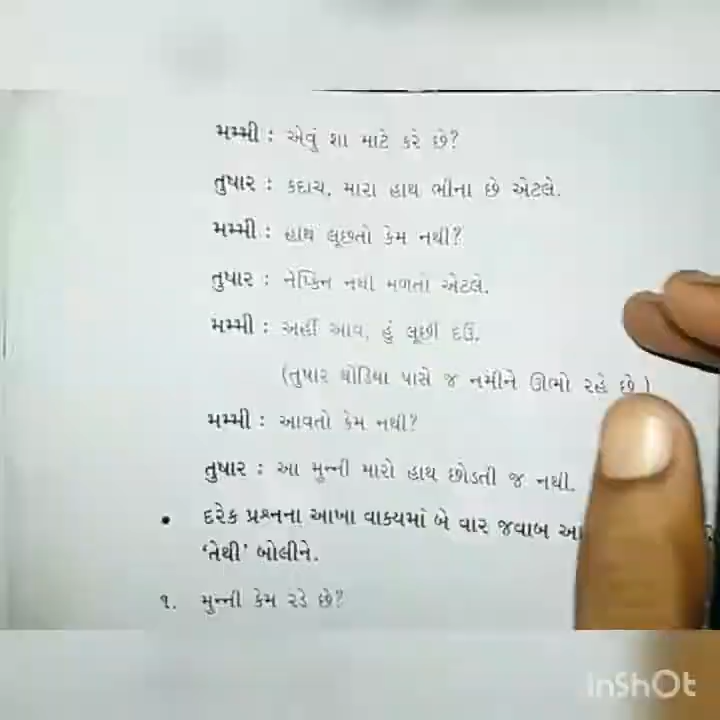 મમ્મી : એવું શા માટે કરે છે?
તુષાર : કદાચ, મારા હાથ ભીના છે એટલે.
મમ્મી : હાથ લૂછતો કેમ નથી?
તુષાર : નેપ્કિન નથી મળતો એટલે.
મમ્મી : અહીં આવ, હું લૂછી દઉં.
(તુષાર ઘોડિયા પાસે જ નમીને ઊભો રહે છે)
મમ્મી : આવતો કેમ નથી?
તુષાર : આ મુન્ની મારો હાથ છોડતી જ નથી.
• દરેક પ્રશ્નના આખા વાક્યમાં બે વાર જવાબ
'તેથી' બોલીને.
૧. મુન્ની કેમ રડે છે?
InShOt